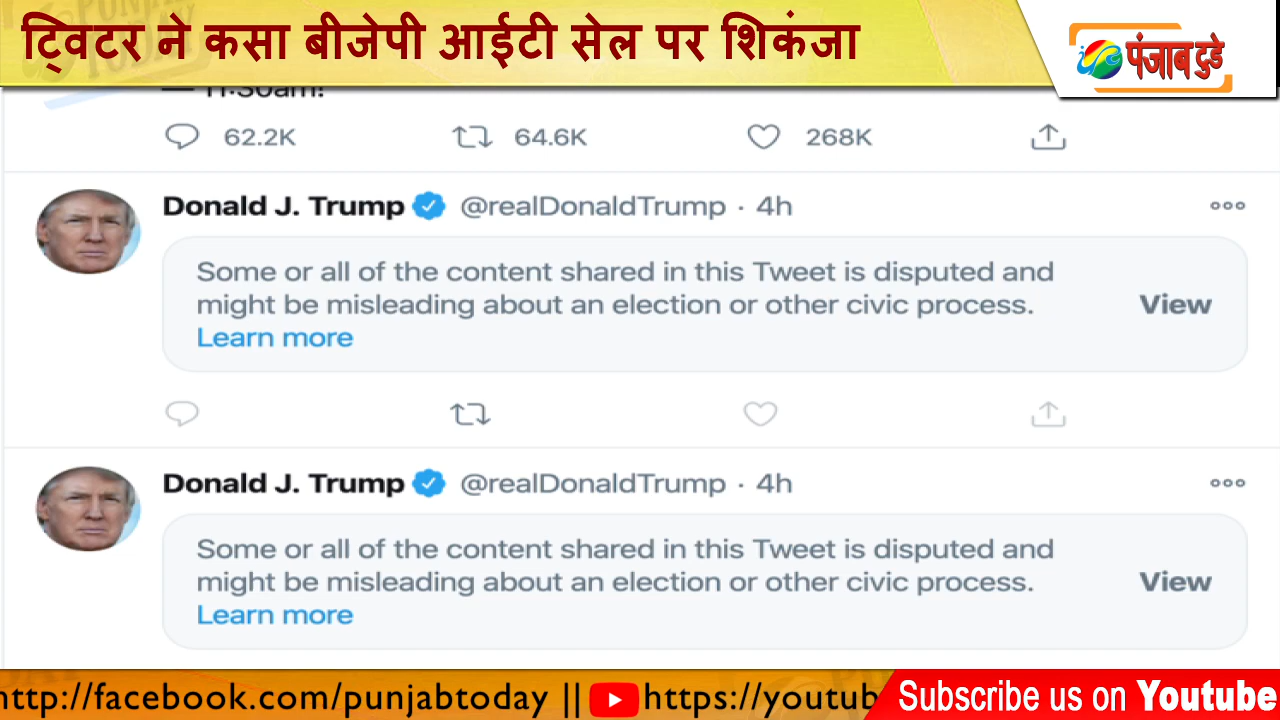 ट्विटर ने कसा बीजेपी आईटी सेल पर शिकंजा
पंजाब टुडे
11:30am!
62.2K 64.6K 268K
Donald J. Trump @realDonaldTrump · 4h
Some or all of the content shared in this Tweet is disputed and
might be misleading about an election or other civic process.
Learn more
View
Donald J. Trump @realDonaldTrump · 4h
Some or all of the content shared in this Tweet is disputed and
might be misleading about an election or other civic process.
Learn more
View
http://facebook.com/punjabtoday || https://youtub
Subscribe us on Youtube